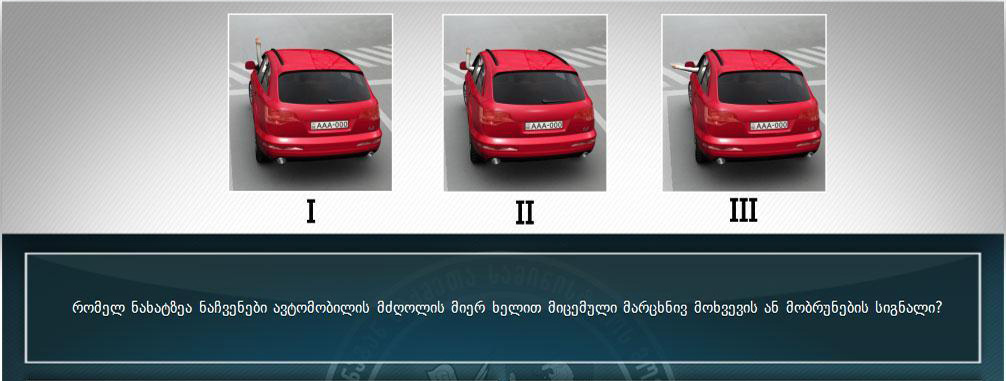 AAA-000 AAA-000 AAA-000
I II III
რომელ ნახატზეა ნაჩვენები ავტომობილის მძღოლის მიერ ხელით მიცემული მარცხნივ მოხვევის ან მობრუნების სიგნალი?